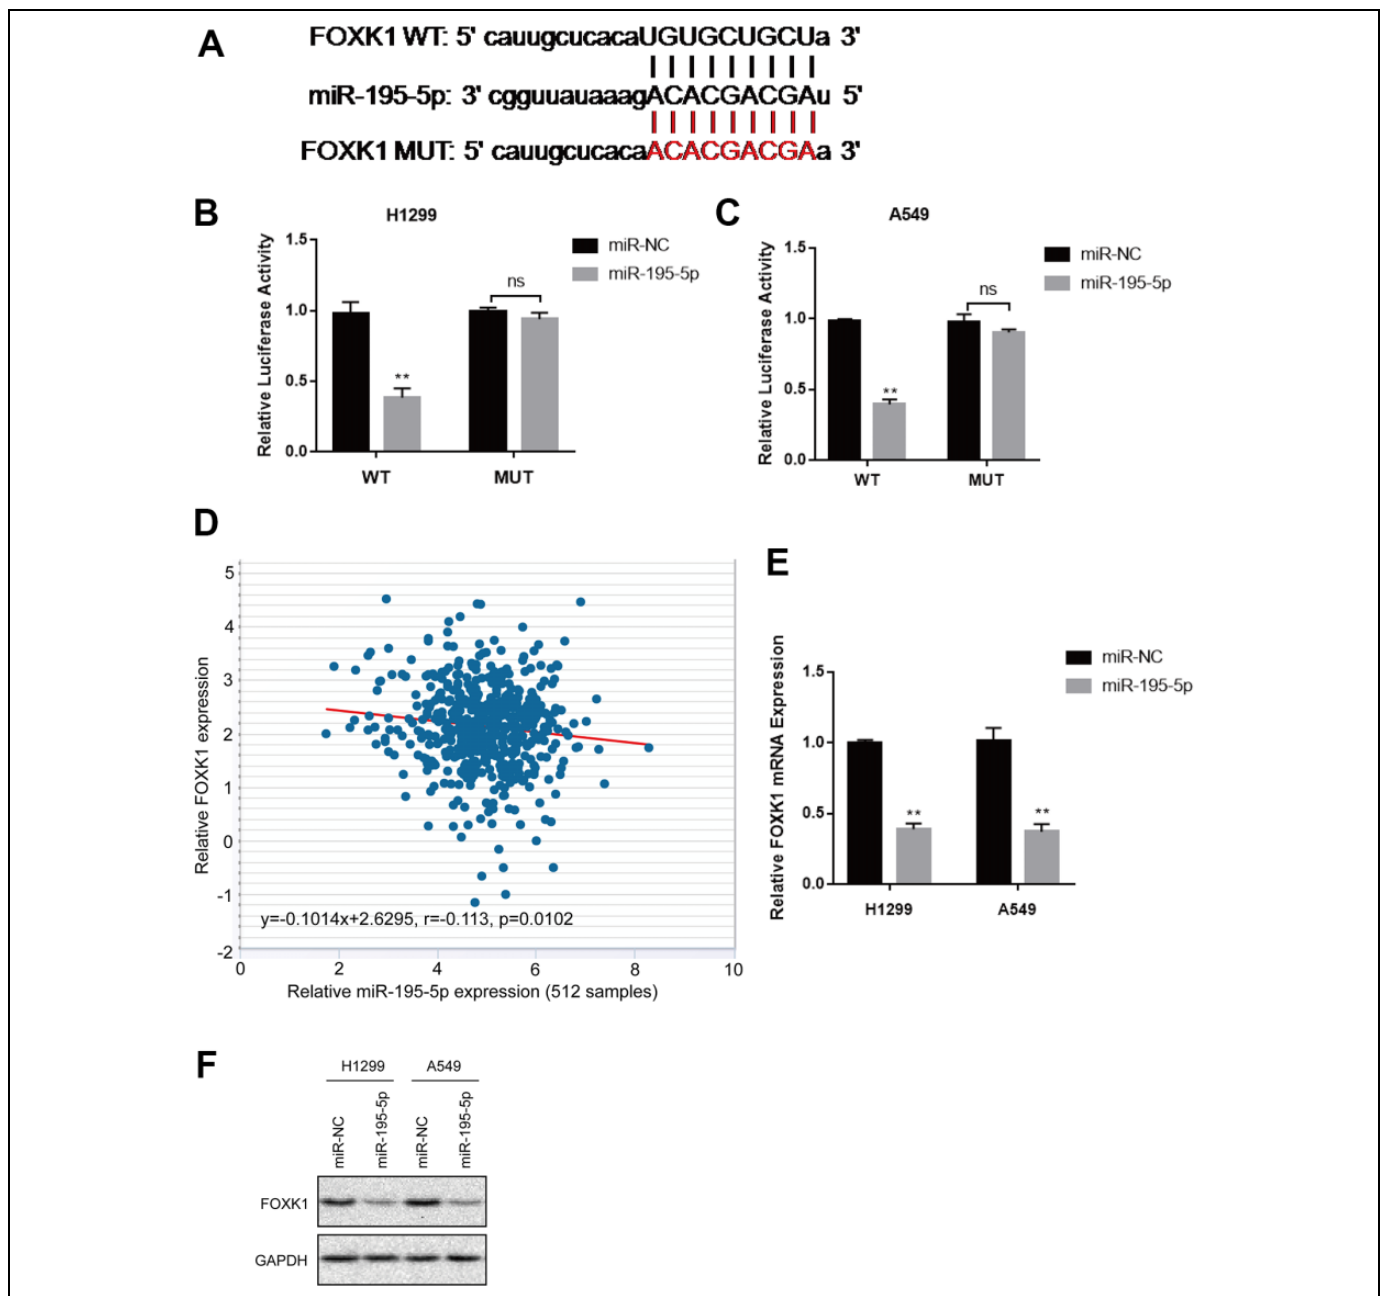 A
FOXK1 WT: 5' cauugcucacaUGUGCUGCUa 3'
miR-195-5p: 3' cgguuauaaagACACGACGAu 5'
FOXK1 MUT: 5' cauugcucacaACACGACGAa 3'
B
H1299
Relative Luciferase Activity
1.5
1.0
0.5
0.0
**
ns
WT
MUT
miR-NC
miR-195-5p
C
A549
Relative Luciferase Activity
1.5
1.0
0.5
0.0
**
ns
WT
MUT
miR-NC
miR-195-5p
D
Relative FOXK1 expression
5
4
3
2
1
0
-1
-2
y=-0.1014x+2.6295, r=-0.113, p=0.0102
0 2 4 6 8 10
Relative miR-195-5p expression (512 samples)
E
Relative FOXK1 mRNA Expression
1.5
1.0
0.5
0.0
**
**
H1299
A549
miR-NC
miR-195-5p
F
H1299 A549
miR-NC
miR-195-5p
miR-NC
miR-195-5p
FOXK1
GAPDH